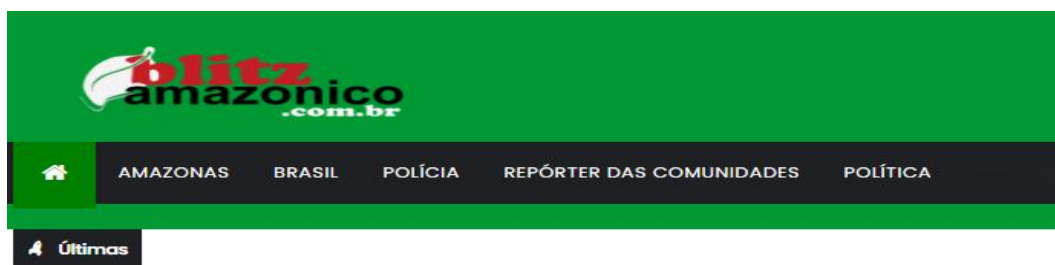 blitz
amazonico
.com.br
AMAZONAS BRASIL POLÍCIA REPÓRTER DAS COMUNIDADES POLÍTICA
Últimas